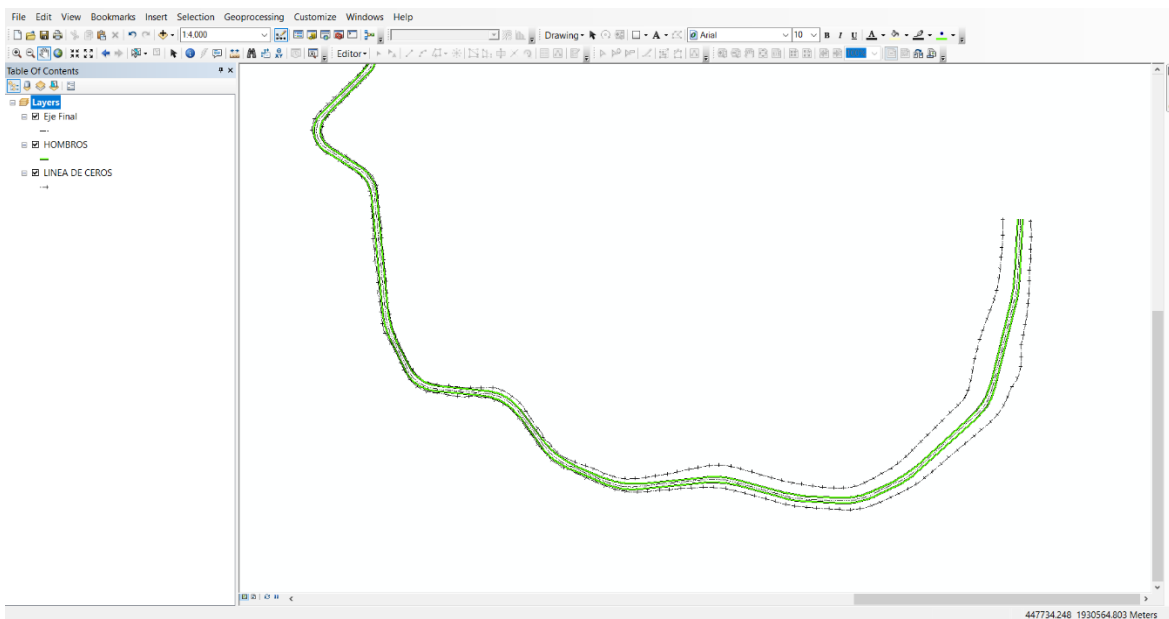 File Edit View Bookmarks Insert Selection Geoprocessing Customize Windows Help
1:4.000 Drawing A Arial 10 B I U A
Editor
Table Of Contents
Layers
Eje Final
HOMBROS
LINEA DE CEROS
447734.248 1930564.803 Meters